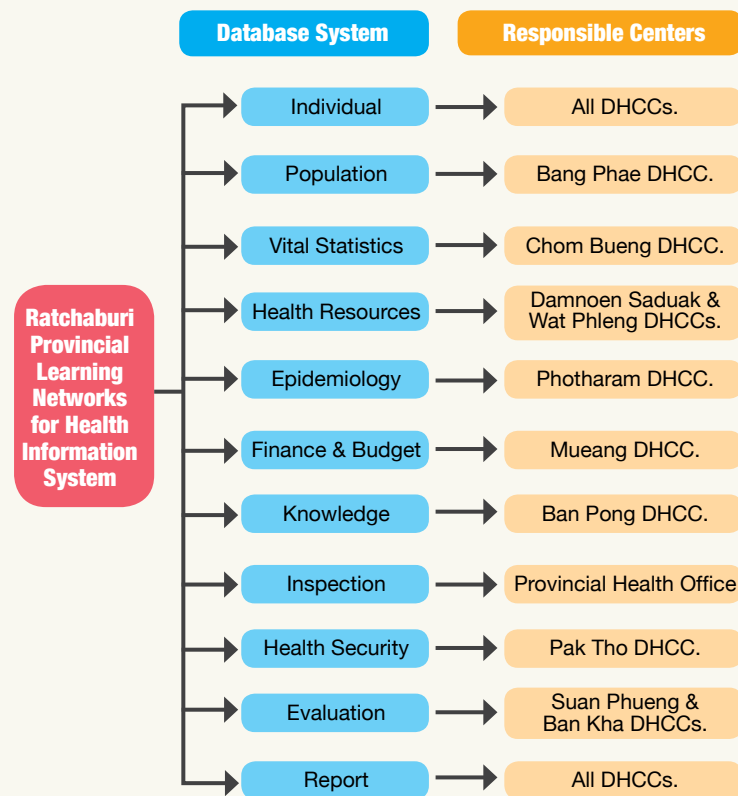 Database System
Responsible Centers
Ratchaburi
Provincial
Learning
Networks
for Health
Information
System
Individual
All DHCCs.
Population
Bang Phae DHCC.
Vital Statistics
Chom Bueng DHCC.
Health Resources
Damnoen Saduak &
Wat Phleng DHCCs.
Epidemiology
Photharam DHCC.
Finance & Budget
Mueang DHCC.
Knowledge
Ban Pong DHCC.
Inspection
Provincial Health Office
Health Security
Pak Tho DHCC.
Evaluation
Suan Phueng &
Ban Kha DHCCs.
Report
All DHCCs.